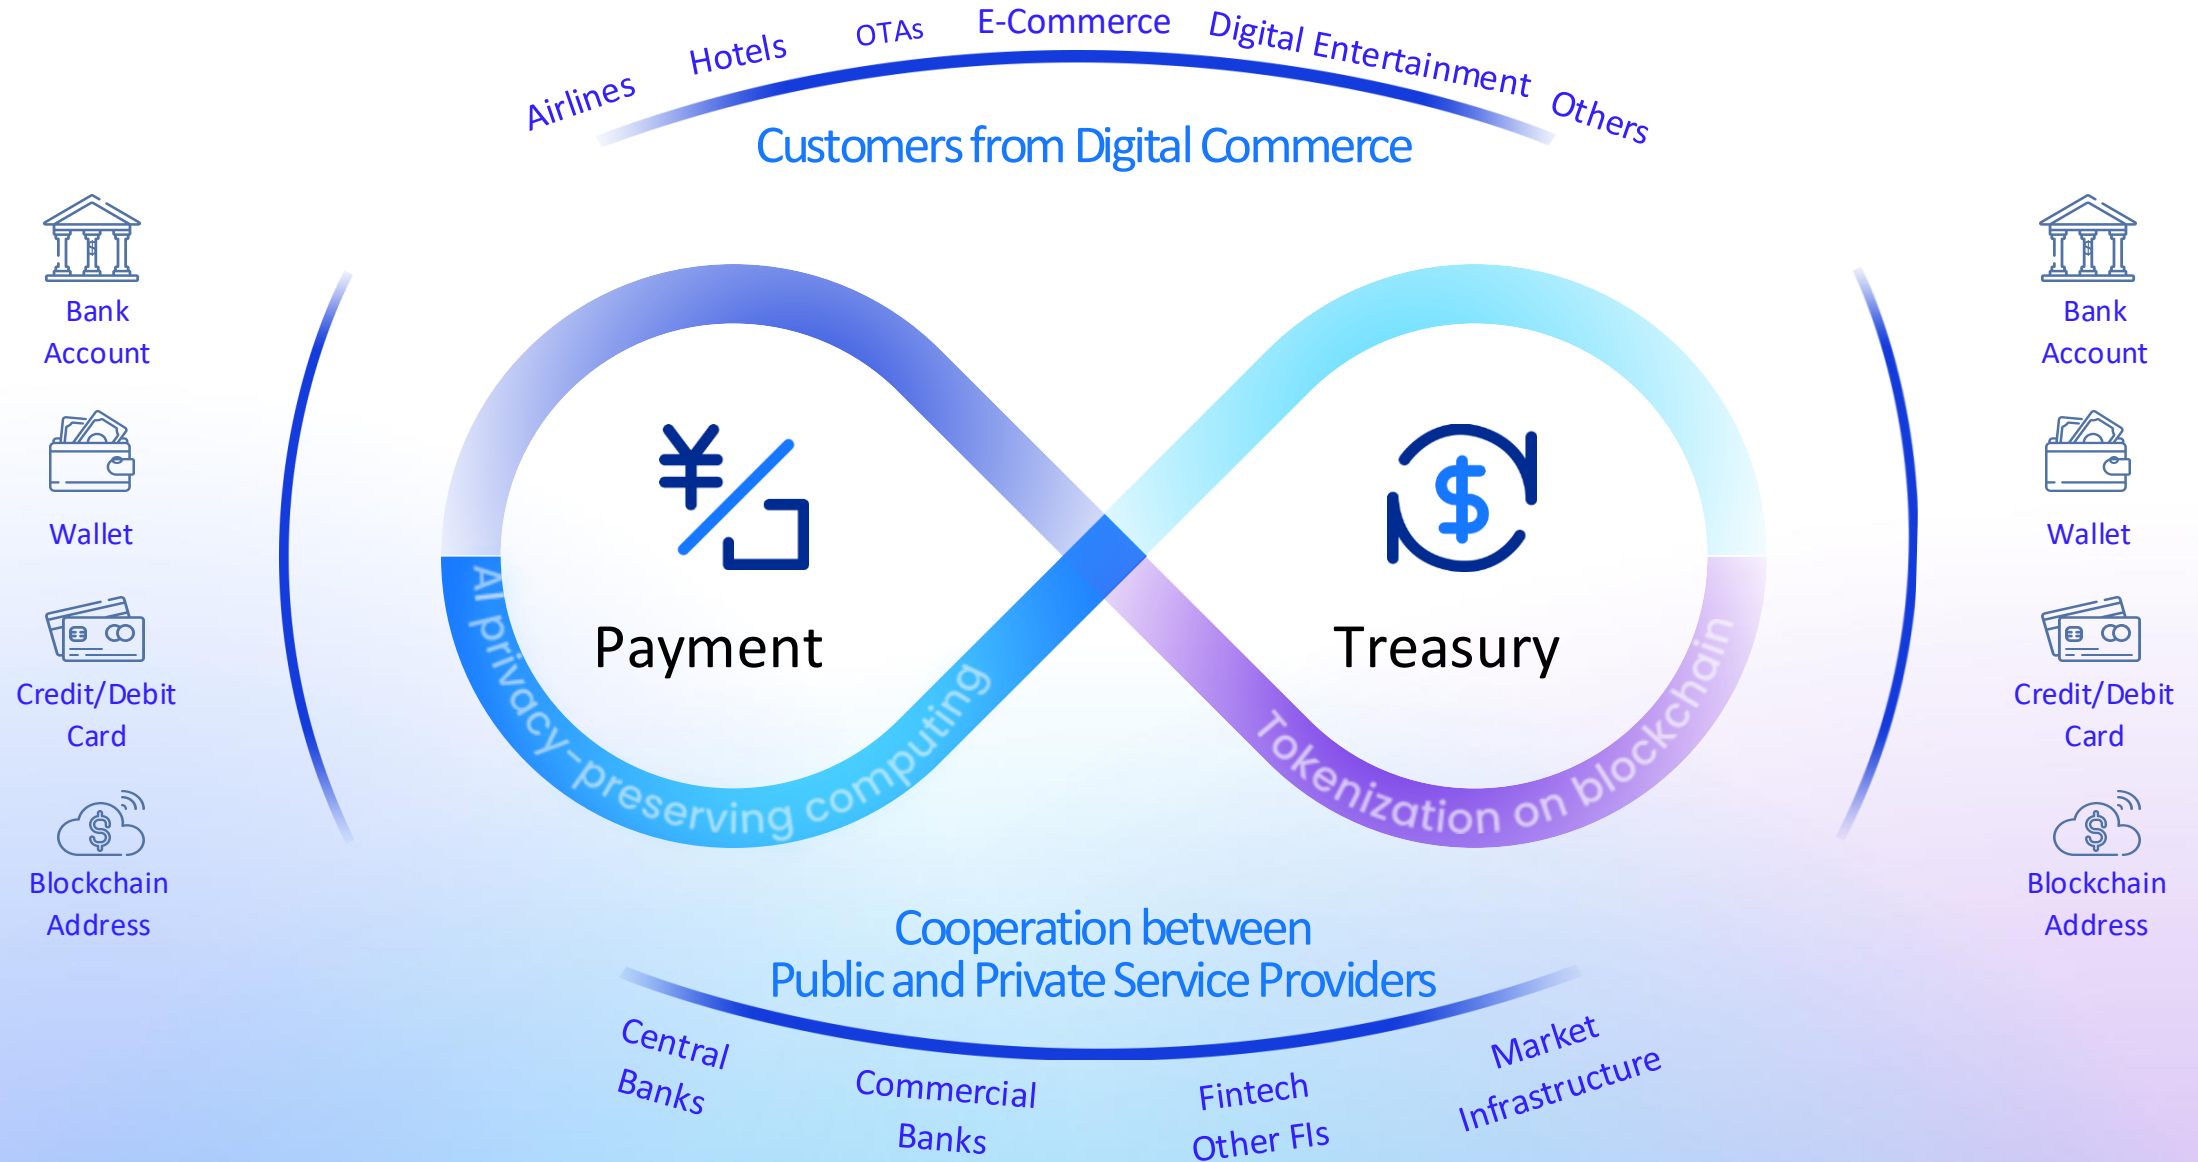 Airlines
Hotels
OTAs
E-Commerce
Digital Entertainment
Others
Customers from Digital Commerce
Bank
Account
Wallet
Credit/Debit
Card
Blockchain
Address
¥
Payment
AI privacy-preserving computing
$
Treasury
Tokenization on blockchain
Bank
Account
Wallet
Credit/Debit
Card
Blockchain
Address
Cooperation between
Public and Private Service Providers
Central
Banks
Commercial
Banks
Fintech
Other FIs
Market
Infrastructure